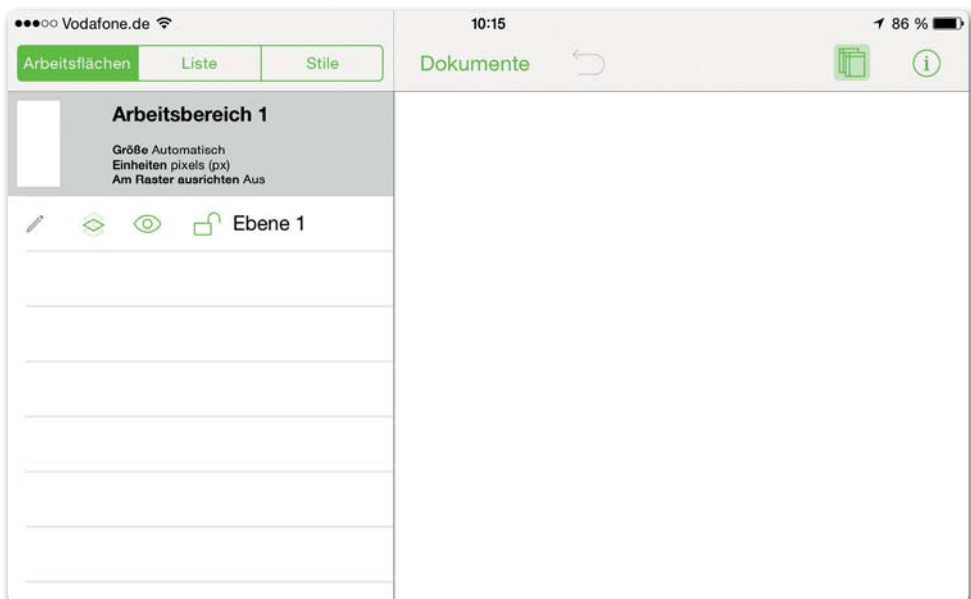 Vodafone.de 10:15 86 %
Arbeitsflächen Liste Stile Dokumente
Arbeitsbereich 1
Größe Automatisch
Einheiten pixels (px)
Am Raster ausrichten Aus
Ebene 1